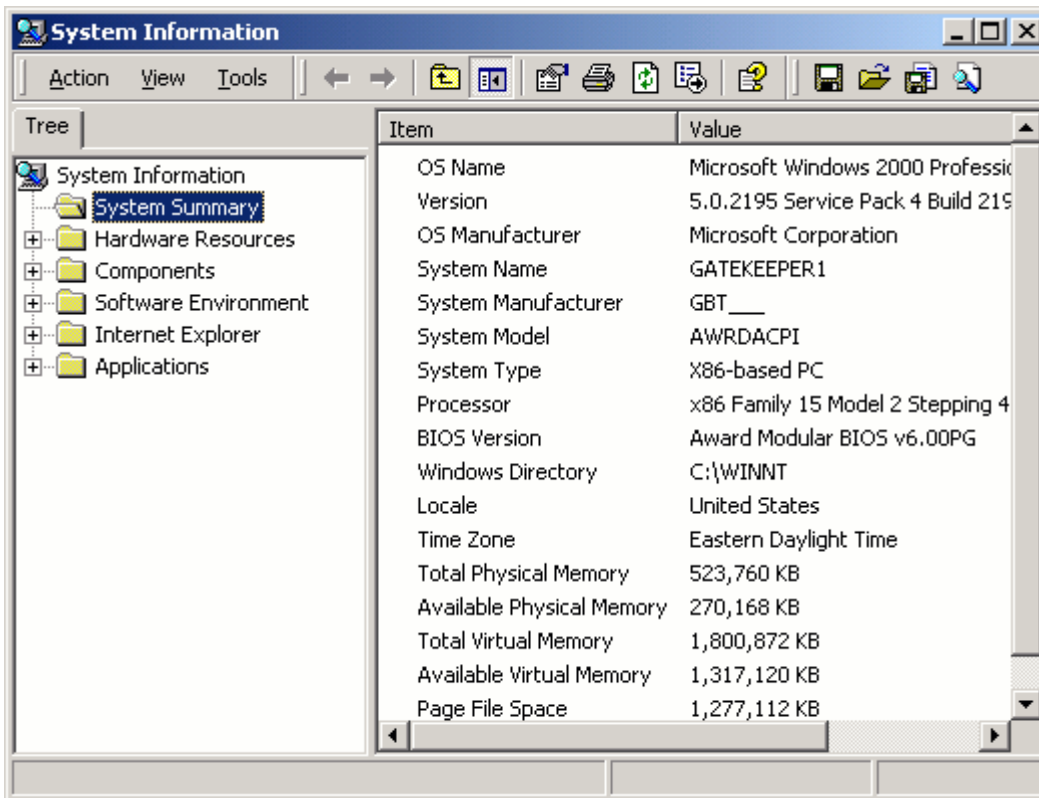 System Information
Action View Tools
Tree
Item Value
System Information
System Summary
Hardware Resources
Components
Software Environment
Internet Explorer
Applications
OS Name Microsoft Windows 2000 Professio
Version 5.0.2195 Service Pack 4 Build 219
OS Manufacturer Microsoft Corporation
System Name GATEKEEPER1
System Manufacturer GBT___
System Model AWRDACPI
System Type X86-based PC
Processor x86 Family 15 Model 2 Stepping 4
BIOS Version Award Modular BIOS v6.00PG
Windows Directory C:\WINNT
Locale United States
Time Zone Eastern Daylight Time
Total Physical Memory 523,760 KB
Available Physical Memory 270,168 KB
Total Virtual Memory 1,800,872 KB
Available Virtual Memory 1,317,120 KB
Page File Space 1,277,112 KB